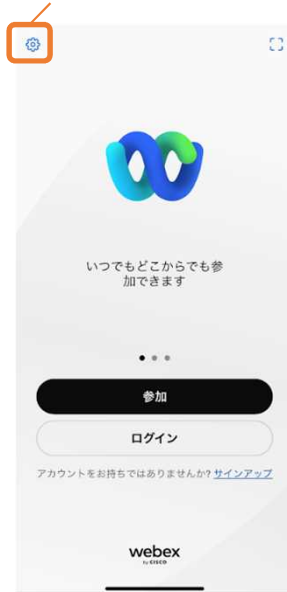 いつでもどこからでも参
加できます
参加
ログイン
アカウントをお持ちではありませんか? サインアップ
webex
by CISCO